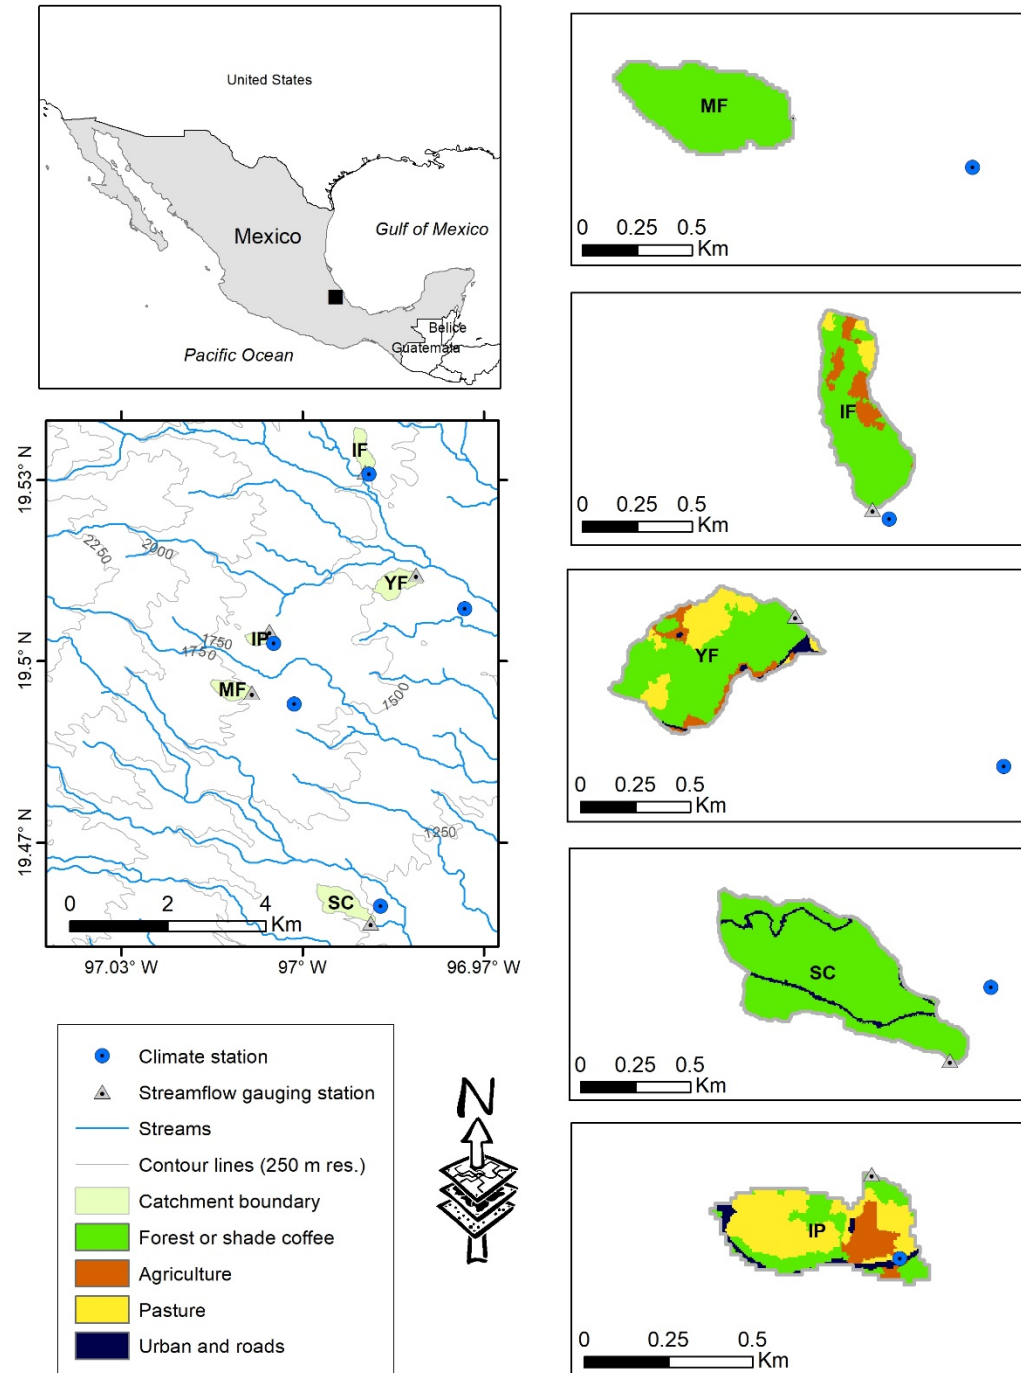 United States
Mexico
Gulf of Mexico
Belice
Guatemala
Pacific Ocean
19.53° N
19.5° N
19.47° N
97.03° W
97° W
96.97° W
IF
YF
IP
MF
SC
2250
2000
1750
1750
1500
1250
0 2 4
Km
Climate station
Streamflow gauging station
Streams
Contour lines (250 m res.)
Catchment boundary
Forest or shade coffee
Agriculture
Pasture
Urban and roads
N
MF
0 0.25 0.5
Km
IF
0 0.25 0.5
Km
YF
0 0.25 0.5
Km
SC
0 0.25 0.5
Km
IP
0 0.25 0.5
Km